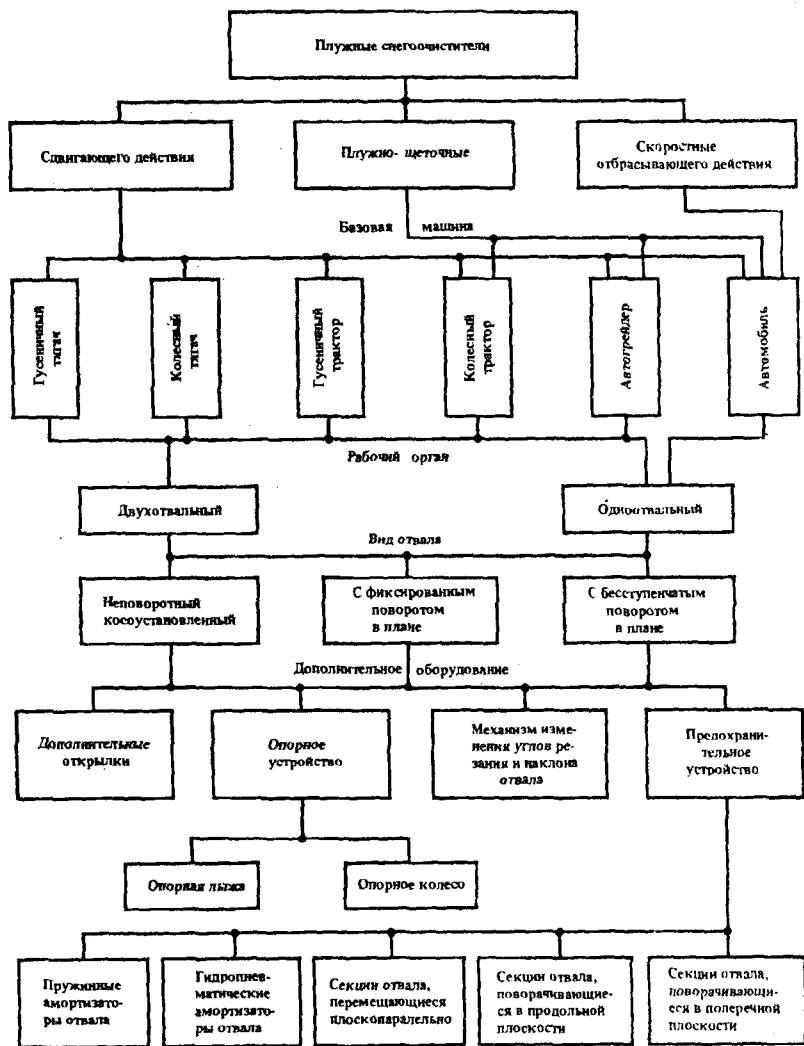 Плужные снегоочистители
Сдвигающего действия
Плужно- щеточные
Скоростные
отбрасывающего действия
Базовая машина
Гусеничный
тягач
Колесный
тягач
Гусеничный
трактор
Колесный
трактор
Автогрейдер
Автомобиль
Рабочий орган
Двухотвальный
Одноотвальный
Вид отвала
Неповоротный
косоустановленный
С фиксированным
поворотом
в плане
С бесступенчатым
поворотом
в плане
Дополнительное оборудование
Дополнительные
открылки
Опорное
устройство
Механизм изме-
нения углов ре-
зания и наклона
отвала
Предохрани-
тельное
устройство
Опорная лыжа
Опорное колесо
Пружинные
амортизато-
ры отвала
Гидропнев-
матические
амортизато-
ры отвала
Секции отвала,
перемещающиеся
плоскопаралельно
Секции отвала,
поворачивающие-
ся в продольной
плоскости
Секции отвала,
поворачивающи-
еся в поперечной
плоскости